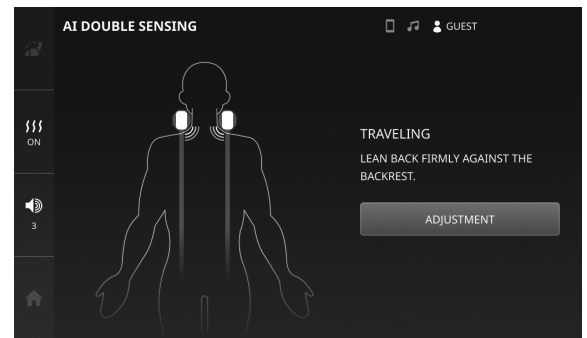 AI DOUBLE SENSING
GUEST
ON
3
TRAVELING
LEAN BACK FIRMLY AGAINST THE
BACKREST.
ADJUSTMENT